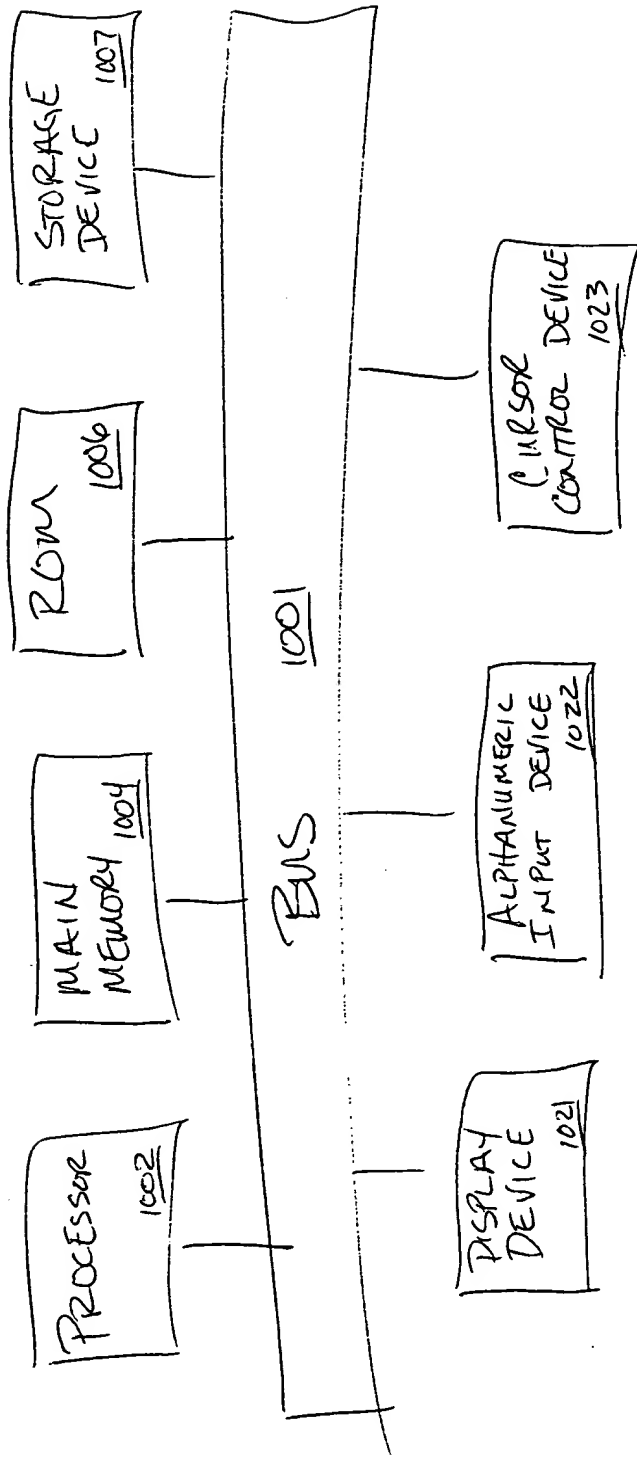 PROCESSOR
1002
MAIN
MEMORY 1004
ROM
1006
STORAGE
DEVICE
1007
BUS 1001
DISPLAY
DEVICE
1021
ALPHANUMERIC
INPUT DEVICE
1022
CURSOR
CONTROL DEVICE
1023